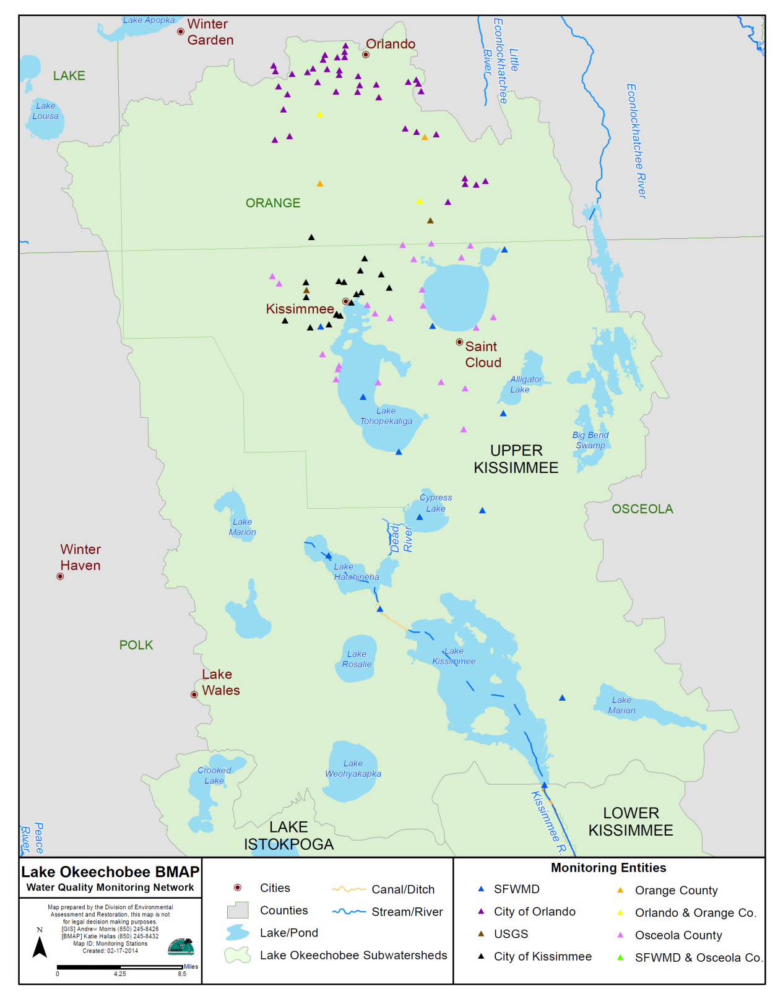 Lake Apopka
Winter
Garden
Orlando
Little
Econlockhatchee
River
LAKE
Econlockhatchee River
Lake
Louisa
ORANGE
Kissimmee
Saint
Cloud
Alligator
Lake
Lake
Tohopekaliga
Big Bend
Swamp
UPPER
KISSIMMEE
Cypress
Lake
OSCEOLA
Lake
Marion
Dead
River
Winter
Haven
Lake
Hatchineha
POLK
Lake
Rosalie
Lake
Kissimmee
Lake
Wales
Lake
Marian
Crooked
Lake
Lake
Weohyakapka
Kissimmee R.
LOWER
KISSIMMEE
LAKE
ISTOKPOGA
Peace
River
Lake Okeechobee BMAP
Water Quality Monitoring Network
Map prepared by the Division of Environmental
Assessment and Restoration, this map is not
for legal decision making purposes.
[GIS] Andrew Morris (850) 245-8426
[BMAP] Katie Hallas (850) 245-8432
Map ID: Monitoring Stations
Created: 02-17-2014
N
Miles
0 4.25 8.5
Cities
Counties
Lake/Pond
Lake Okeechobee Subwatersheds
Canal/Ditch
Stream/River
Monitoring Entities
SFWMD
City of Orlando
USGS
City of Kissimmee
Orange County
Orlando & Orange Co.
Osceola County
SFWMD & Osceola Co.